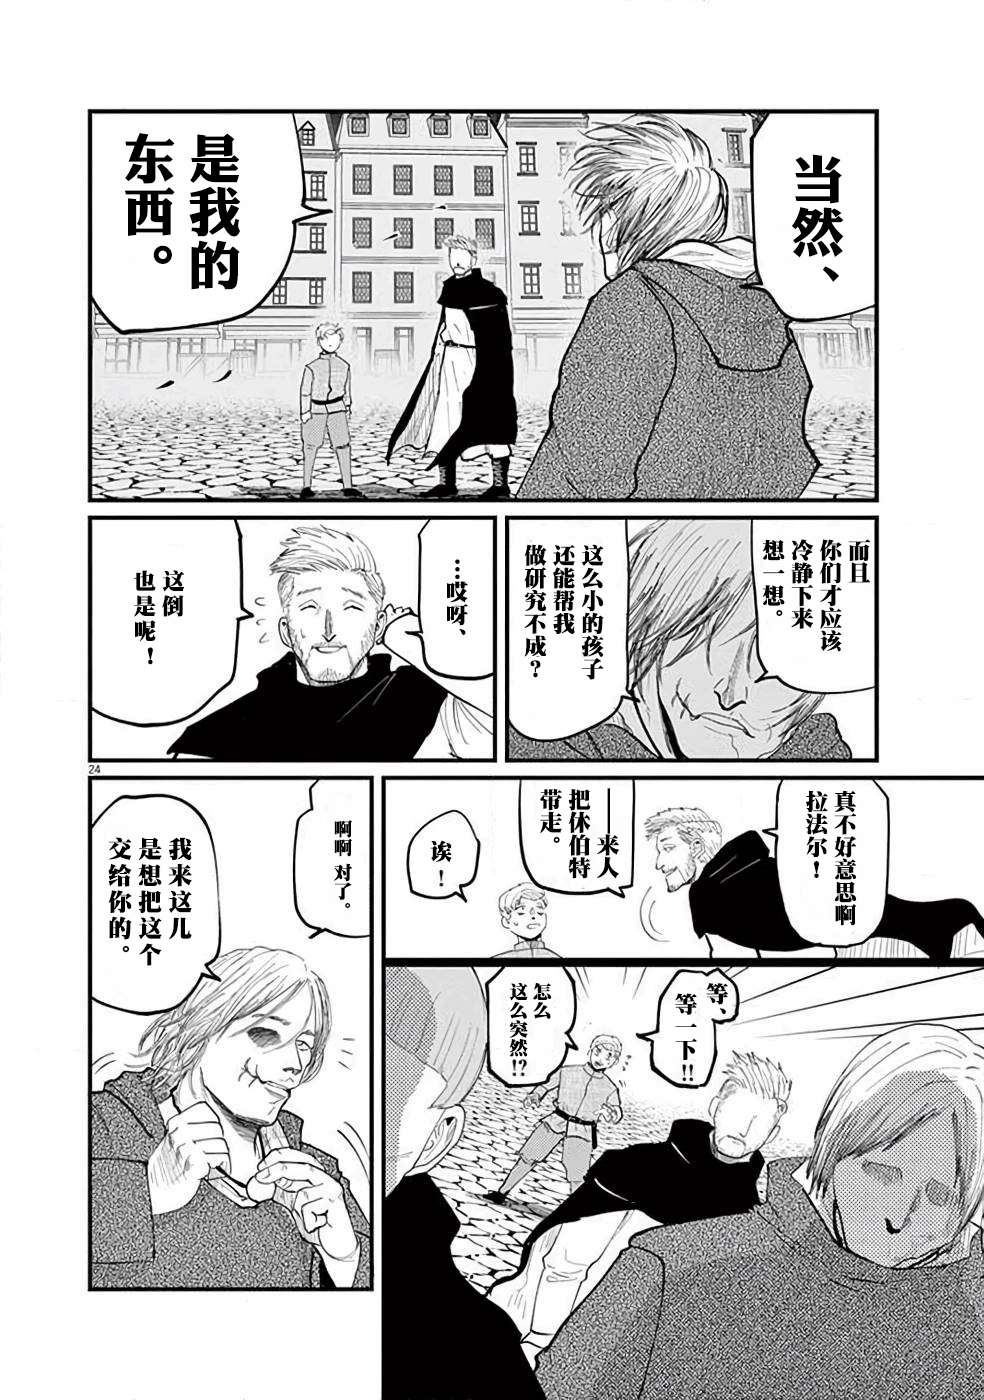 当然、
是我的
东西。
而且
你们才应该
冷静下来
想一想。
这么小的孩子
还能帮我
做研究不成？
…哎呀、
这倒
也是呢！
真不好意思啊
拉法尔！
——来人
把休伯特
带走。
诶！
等、
等一下!!
怎么
这么突然!?
啊啊 对了。
我来这儿
是想把这个
交给你的。
24